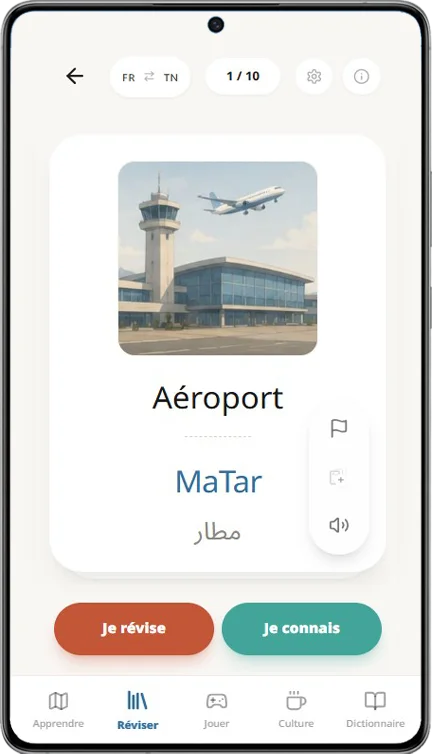 FR TN 1 / 10
Aéroport
MaTar
مطار
Je révise Je connais
Apprendre Réviser Jouer Culture Dictionnaire